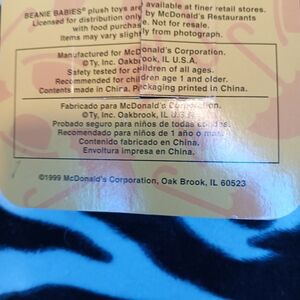 BEANIE BABIES® plush toys are available at finer retail stores.
Licensed for distribution only by McDonald's Restaurants
with food purchase. Not for resale.
Items may vary slightly from photograph.
Manufactured for McDonald's Corporation.
©Ty, Inc. Oakbrook, IL U.S.A.
Safety tested for children of all ages.
Recommended for children age 1 and older.
Contents made in China. Packaging printed in China.
Fabricado para McDonald's Corporation.
©Ty, Inc. Oakbrook, IL U.S.A.
Probado seguro para niños de todas edades.
Recomendado para niños de 1 año o más.
Contenido fabricado en China.
Envoltura impresa en China.
©1999 McDonald's Corporation, Oak Brook, IL 60523